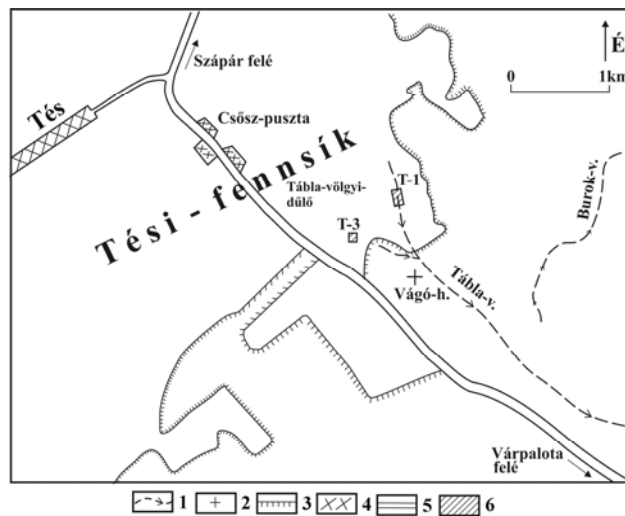 Szápár felé
É
0 1km
Tés
Csősz-puszta
Tési-fennsík
Tábla-völgyi-
dűlő
T-1
T-3
Burok-v.
Vágó-h.
Tábla-v.
Várpalota
felé
1 2 3 4 5 6